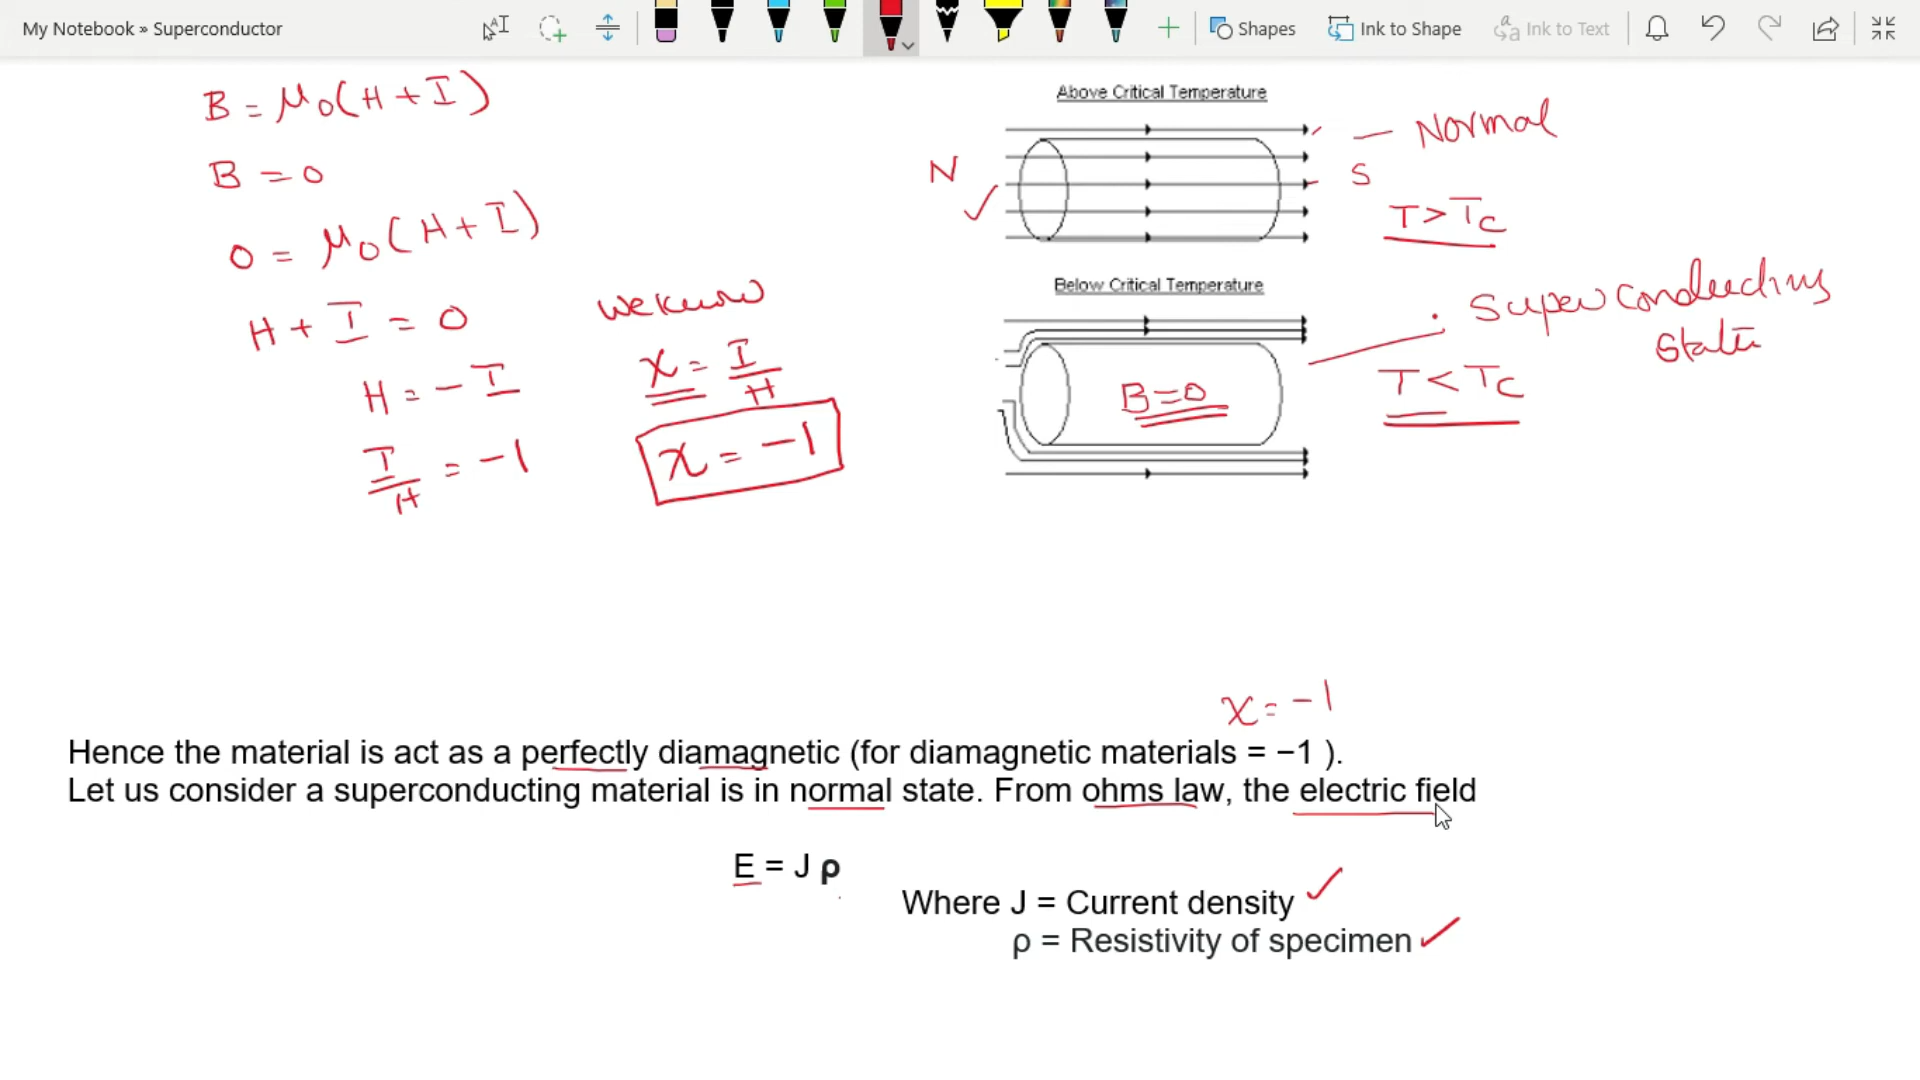 My Notebook » Superconductor
Shapes
Ink to Shape
Ink to Text
B = μ0(H + I)
B = 0
0 = μ0(H + I)
H + I = 0
H = - I
I/H = -1
we know
χ = I/H
χ = -1
Above Critical Temperature
N
S
— Normal
T > Tc
Below Critical Temperature
B=0
Super conducting
State
T < Tc
χ = -1
Hence the material is act as a perfectly diamagnetic (for diamagnetic materials = −1 ).
Let us consider a superconducting material is in normal state. From ohms law, the electric field
E = J ρ
Where J = Current density
ρ = Resistivity of specimen